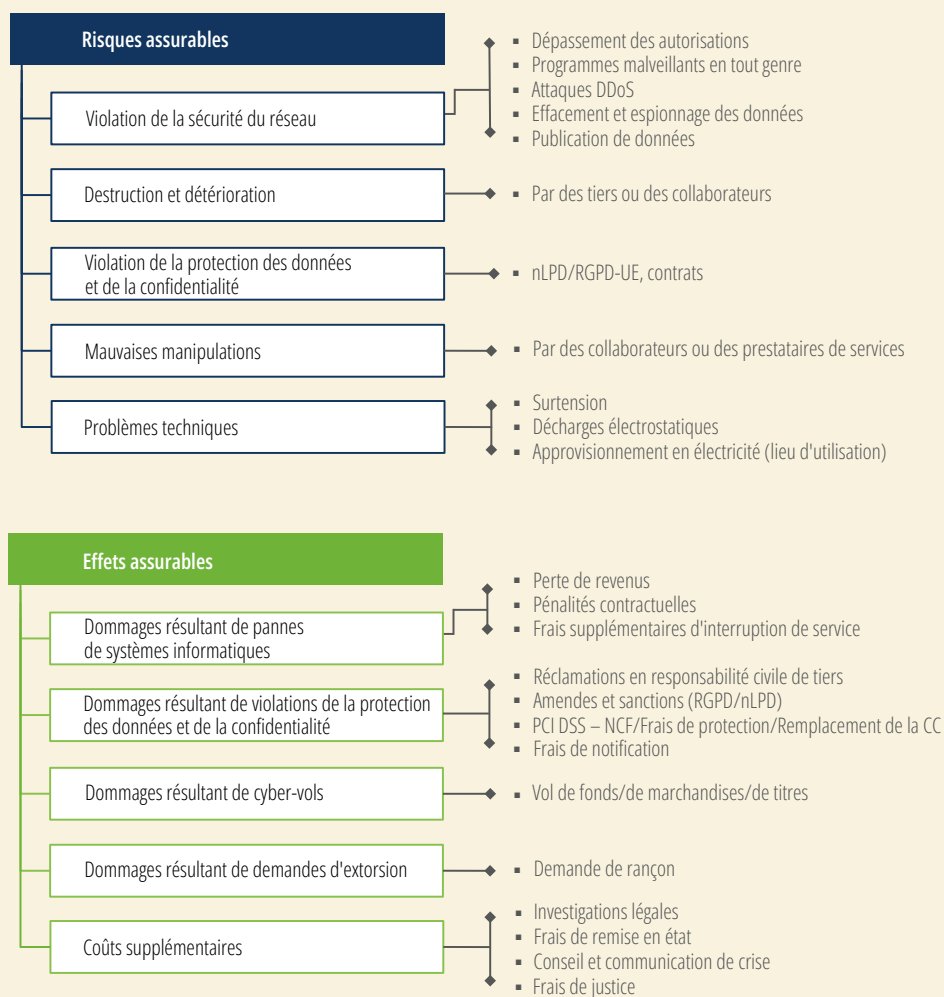 Risques assurables
Violation de la sécurité du réseau
▪ Dépassement des autorisations
▪ Programmes malveillants en tout genre
▪ Attaques DDoS
▪ Effacement et espionnage des données
▪ Publication de données
Destruction et détérioration
▪ Par des tiers ou des collaborateurs
Violation de la protection des données
et de la confidentialité
▪ nLPD/RGPD-UE, contrats
Mauvaises manipulations
▪ Par des collaborateurs ou des prestataires de services
Problèmes techniques
▪ Surtension
▪ Décharges électrostatiques
▪ Approvisionnement en électricité (lieu d'utilisation)
Effets assurables
Dommages résultant de pannes
de systèmes informatiques
▪ Perte de revenus
▪ Pénalités contractuelles
▪ Frais supplémentaires d'interruption de service
Dommages résultant de violations de la protection
des données et de la confidentialité
▪ Réclamations en responsabilité civile de tiers
▪ Amendes et sanctions (RGPD/nLPD)
▪ PCI DSS – NCF/Frais de protection/Remplacement de la CC
▪ Frais de notification
Dommages résultant de cyber-vols
▪ Vol de fonds/de marchandises/de titres
Dommages résultant de demandes d'extorsion
▪ Demande de rançon
Coûts supplémentaires
▪ Investigations légales
▪ Frais de remise en état
▪ Conseil et communication de crise
▪ Frais de justice